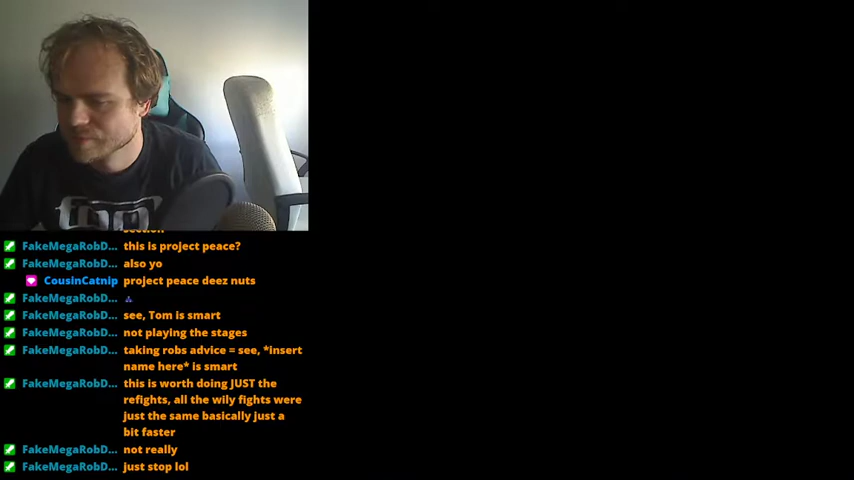 section
FakeMegaRobD... this is project peace?
FakeMegaRobD... also yo
CousinCatnip project peace deez nuts
FakeMegaRobD...
FakeMegaRobD... see, Tom is smart
FakeMegaRobD... not playing the stages
FakeMegaRobD... taking robs advice = see, *insert
name here* is smart
FakeMegaRobD... this is worth doing JUST the
refights, all the wily fights were
just the same basically just a
bit faster
FakeMegaRobD... not really
FakeMegaRobD... just stop lol